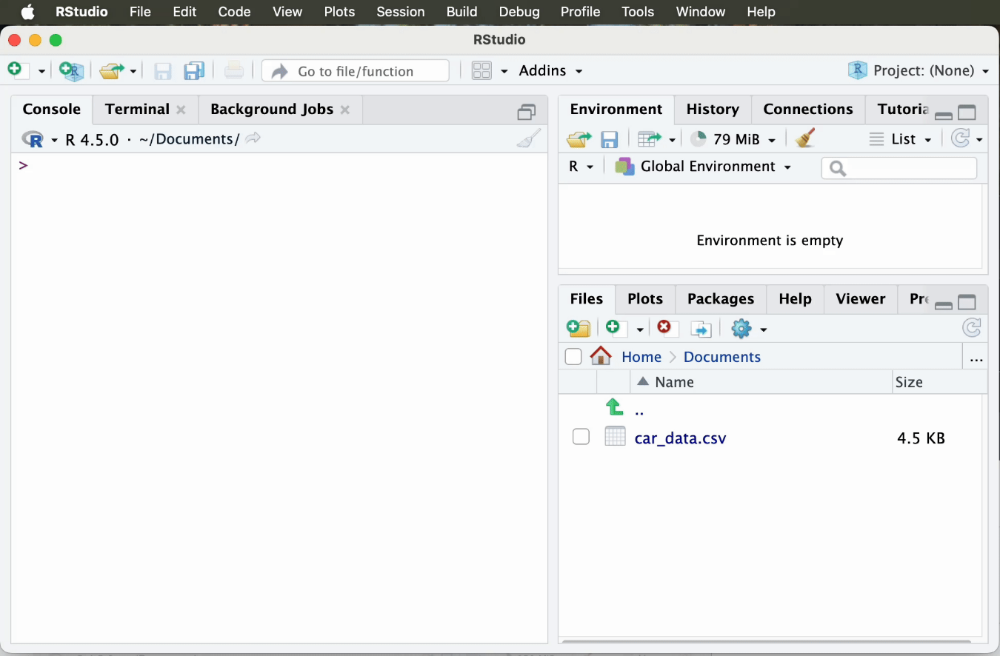 RStudio File Edit Code View Plots Session Build Debug Profile Tools Window Help
RStudio
Go to file/function Addins Project: (None)
Console Terminal Background Jobs
R 4.5.0 · ~/Documents/
>
Environment History Connections Tutoria
79 MiB List
R Global Environment
Environment is empty
Files Plots Packages Help Viewer Pre
Home Documents ...
Name Size
..
car_data.csv 4.5 KB